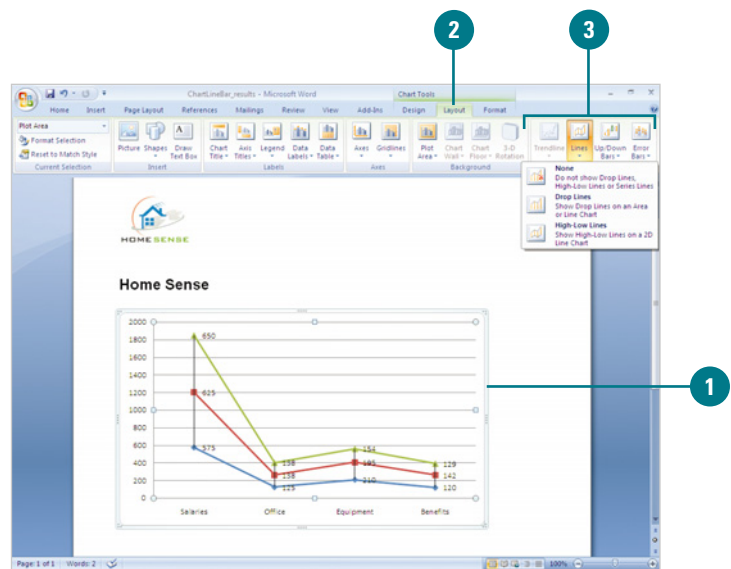 2
3
ChartLineBar_results - Microsoft Word
Chart Tools
Home Insert Page Layout References Mailings Review View Add-Ins Design Layout Format
Plot Area
Format Selection
Reset to Match Style
Current Selection
Picture Shapes Draw Text Box
Insert
Chart Title Axis Titles Legend Data Labels Data Table
Labels
Axes Gridlines
Axes
Plot Area Chart Wall Chart Floor 3-D Rotation
Background
Trendline Lines Up/Down Bars Error Bars
None
Do not show Drop Lines,
High-Low Lines or Series Lines
Drop Lines
Show Drop Lines on an Area
or Line Chart
High-Low Lines
Show High-Low Lines on a 2D
Line Chart
HOMESENSE
Home Sense
2000
1800
1600
1400
1200
1000
800
600
400
200
0
650
625
575
138
125
154
195
210
129
142
120
Salaries Office Equipment Benefits
1
Page: 1 of 1 Words: 2
100%